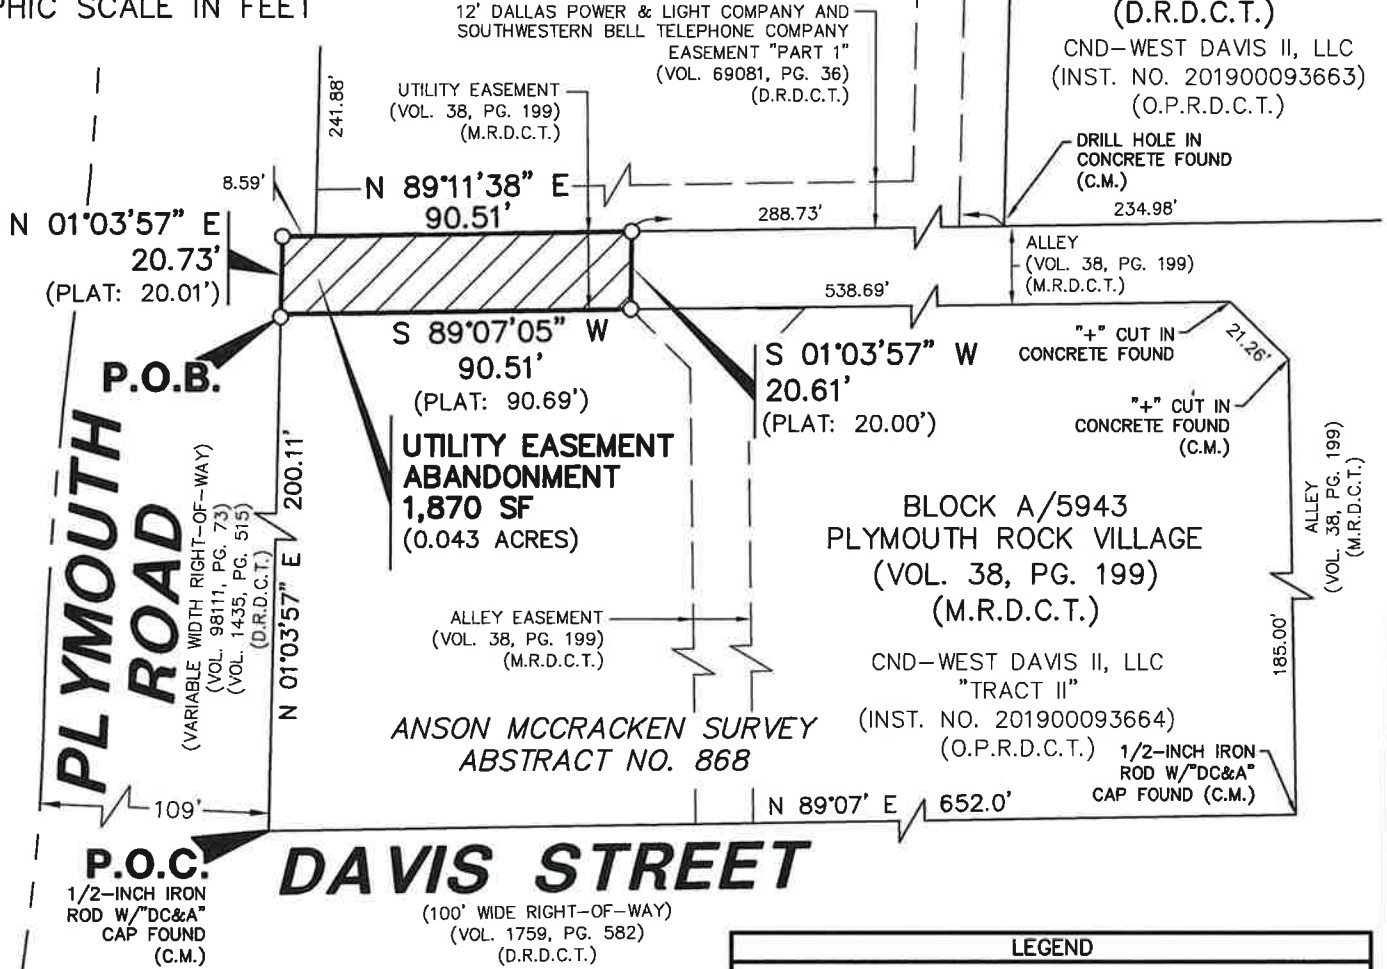 PHIC SCALE IN FEET
12' DALLAS POWER & LIGHT COMPANY AND
SOUTHWESTERN BELL TELEPHONE COMPANY
EASEMENT "PART 1"
(VOL. 69081, PG. 36)
(D.R.D.C.T.)
(D.R.D.C.T.)
CND-WEST DAVIS II, LLC
(INST. NO. 201900093663)
(O.P.R.D.C.T.)
241.88'
UTILITY EASEMENT
(VOL. 38, PG. 199)
(M.R.D.C.T.)
DRILL HOLE IN
CONCRETE FOUND
(C.M.)
8.59'
N 89°11'38" E
90.51'
288.73'
234.98'
N 01°03'57" E
20.73'
(PLAT: 20.01')
ALLEY
(VOL. 38, PG. 199)
(M.R.D.C.T.)
538.69'
S 89°07'05" W
90.51'
(PLAT: 90.69')
S 01°03'57" W
20.61'
(PLAT: 20.00')
"+" CUT IN
CONCRETE FOUND
21.26'
"+" CUT IN
CONCRETE FOUND
(C.M.)
P.O.B.
UTILITY EASEMENT
ABANDONMENT
1,870 SF
(0.043 ACRES)
PLYMOUTH
ROAD
(VARIABLE WIDTH RIGHT-OF-WAY)
(VOL. 98111, PG. 73)
(VOL. 1435, PG. 515)
(D.R.D.C.T.)
N 01°03'57" E 200.11'
BLOCK A/5943
PLYMOUTH ROCK VILLAGE
(VOL. 38, PG. 199)
(M.R.D.C.T.)
ALLEY
(VOL. 38, PG. 199)
(M.R.D.C.T.)
185.00'
ALLEY EASEMENT
(VOL. 38, PG. 199)
(M.R.D.C.T.)
CND-WEST DAVIS II, LLC
"TRACT II"
(INST. NO. 201900093664)
(O.P.R.D.C.T.)
ANSON MCCRACKEN SURVEY
ABSTRACT NO. 868
1/2-INCH IRON
ROD W/"DC&A"
CAP FOUND (C.M.)
109'
N 89°07' E 652.0'
P.O.C.
1/2-INCH IRON
ROD W/"DC&A"
CAP FOUND
(C.M.)
DAVIS STREET
(100' WIDE RIGHT-OF-WAY)
(VOL. 1759, PG. 582)
(D.R.D.C.T.)
LEGEND